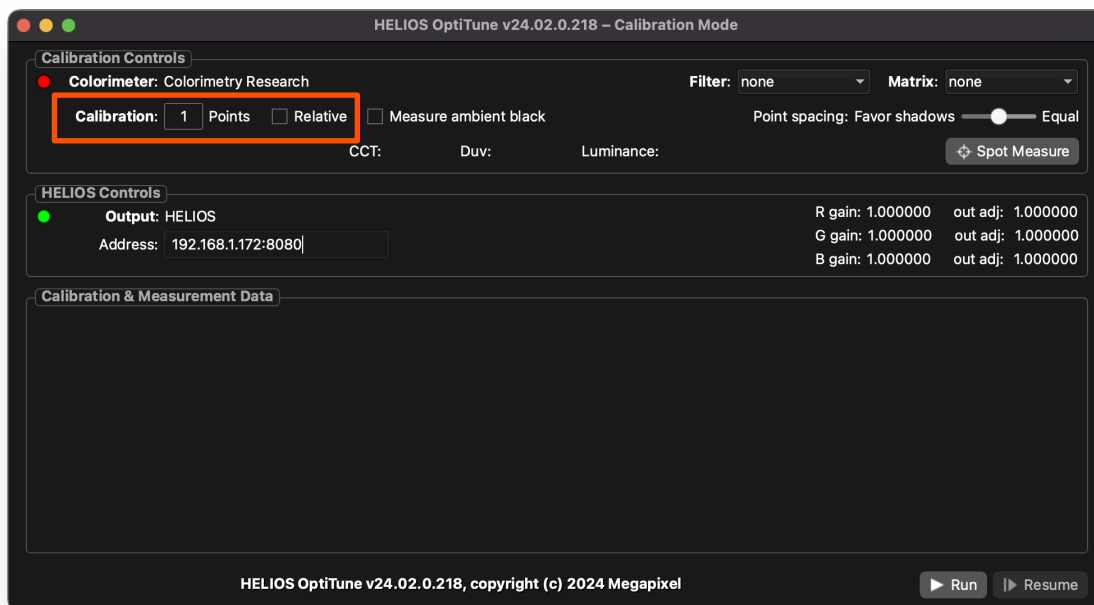 HELIOS OptiTune v24.02.0.218 – Calibration Mode
Calibration Controls
Colorimeter: Colorimetry Research Filter: none Matrix: none
Calibration: 1 Points Relative Measure ambient black Point spacing: Favor shadows Equal
CCT: Duv: Luminance: Spot Measure
HELIOS Controls
Output: HELIOS R gain: 1.000000 out adj: 1.000000
Address: 192.168.1.172:8080 G gain: 1.000000 out adj: 1.000000
B gain: 1.000000 out adj: 1.000000
Calibration & Measurement Data
HELIOS OptiTune v24.02.0.218, copyright (c) 2024 Megapixel Run Resume